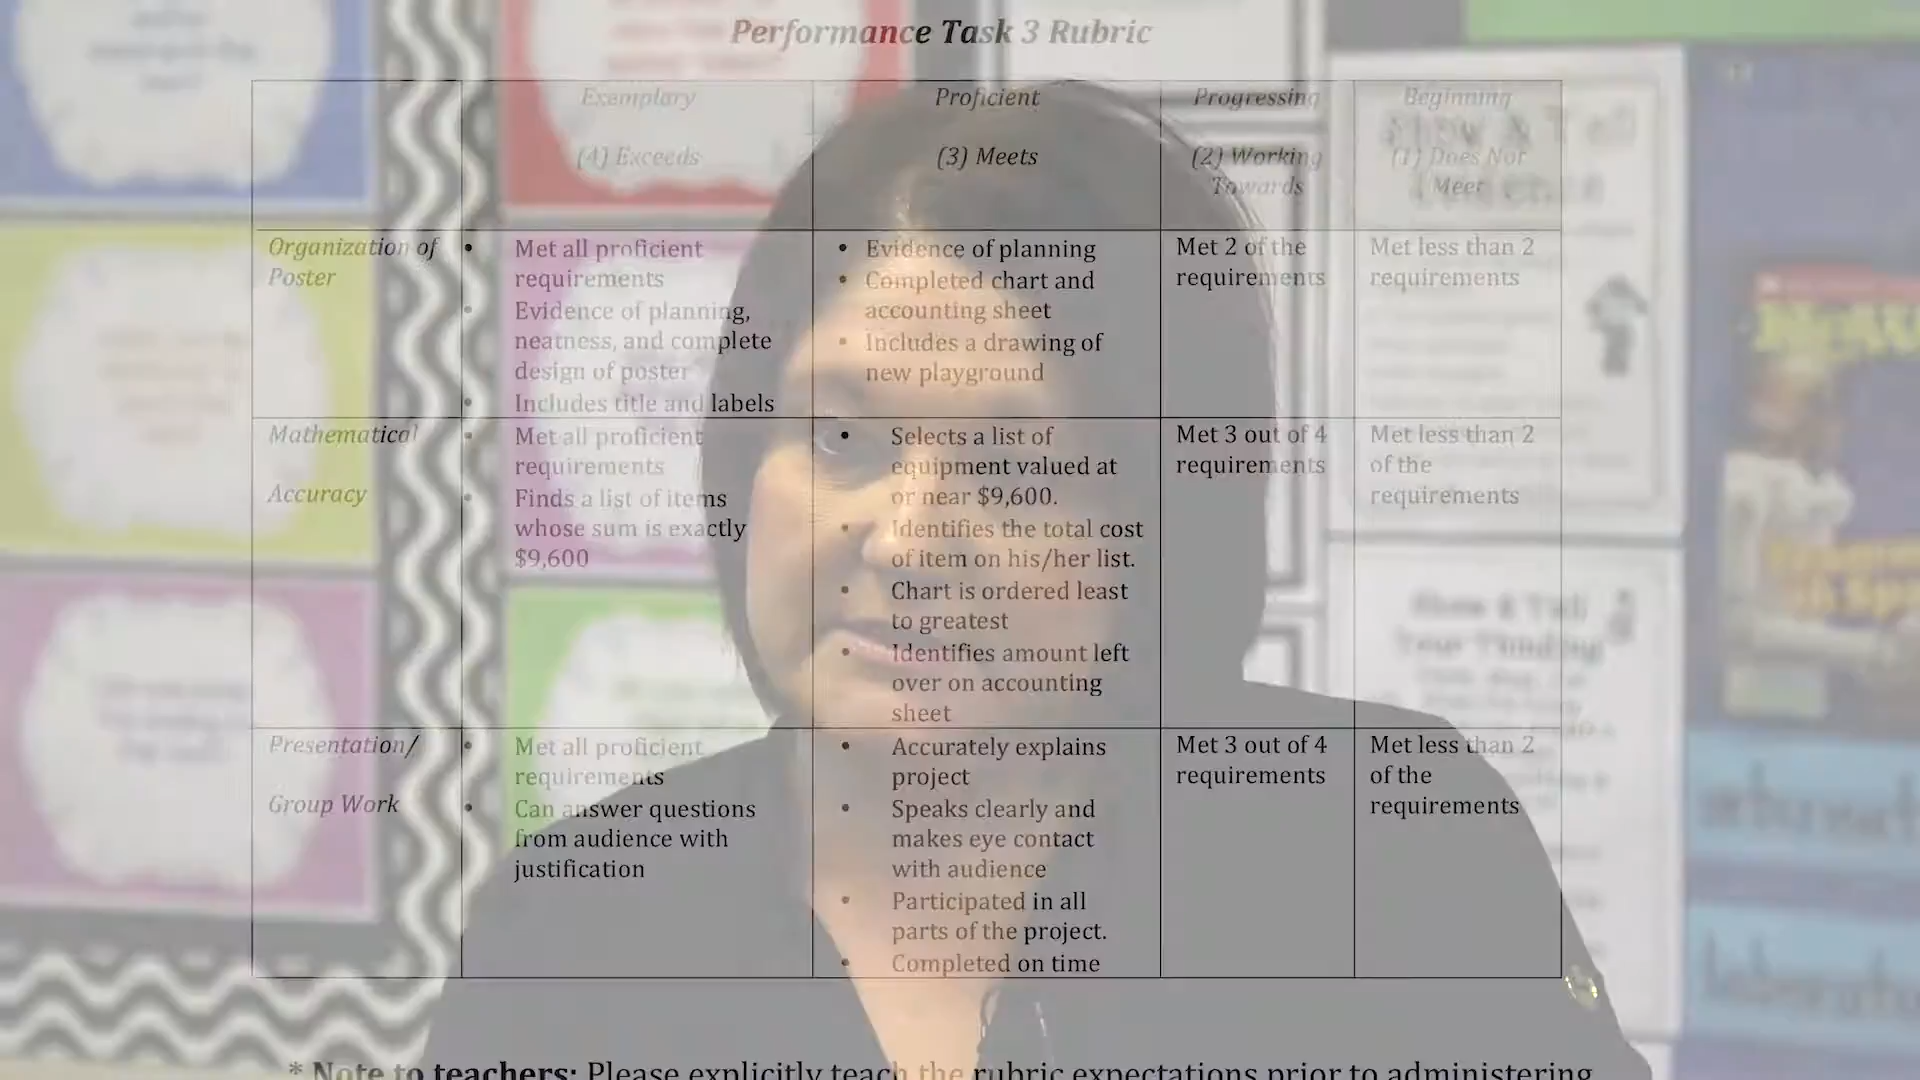 Performance Task 3 Rubric
Exemplary
(4) Exceeds
Proficient
(3) Meets
Progressing
(2) Working
Towards
Beginning
(1) Does Not
Meet
Organization of
Poster
• Met all proficient
requirements
• Evidence of planning,
neatness, and complete
design of poster
• Includes title and labels
• Evidence of planning
• Completed chart and
accounting sheet
• Includes a drawing of
new playground
Met 2 of the
requirements
Met less than 2
requirements
Mathematical
Accuracy
• Met all proficient
requirements
• Finds a list of items
whose sum is exactly
$9,600
• Selects a list of
equipment valued at
or near $9,600.
• Identifies the total cost
of item on his/her list.
• Chart is ordered least
to greatest
• Identifies amount left
over on accounting
sheet
Met 3 out of 4
requirements
Met less than 2
of the
requirements
Presentation/
Group Work
• Met all proficient
requirements
• Can answer questions
from audience with
justification
• Accurately explains
project
• Speaks clearly and
makes eye contact
with audience
• Participated in all
parts of the project.
• Completed on time
Met 3 out of 4
requirements
Met less than 2
of the
requirements
* Note to teachers: Please explicitly teach the rubric expectations prior to administering
Show & Tell
Show & Tell
Your Thinking